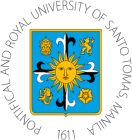 PONTIFICAL AND ROYAL UNIVERSITY OF SANTO TOMAS, MANILA
1611